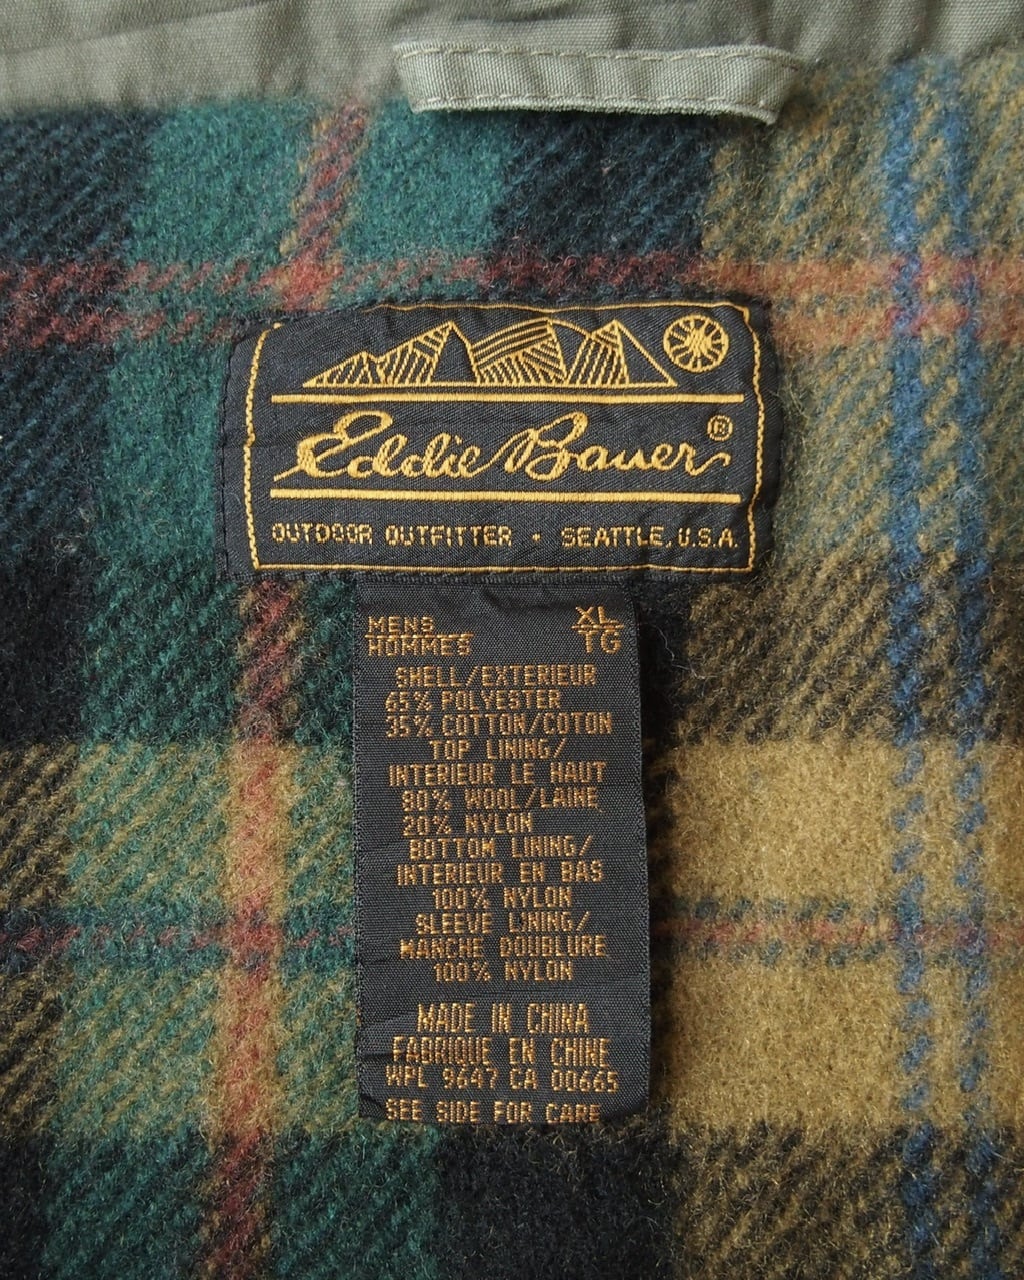 Eddie Bauer®
OUTDOOR OUTFITTER · SEATTLE, U.S.A.
MENS XL
HOMMES TG
SHELL/EXTERIEUR
65% POLYESTER
35% COTTON/COTON
TOP LINING/
INTERIEUR LE HAUT
80% WOOL/LAINE
20% NYLON
BOTTOM LINING/
INTERIEUR EN BAS
100% NYLON
SLEEVE LINING/
MANCHE DOUBLURE
100% NYLON
MADE IN CHINA
FABRIQUE EN CHINE
WPL 9647 CA 00665
SEE SIDE FOR CARE